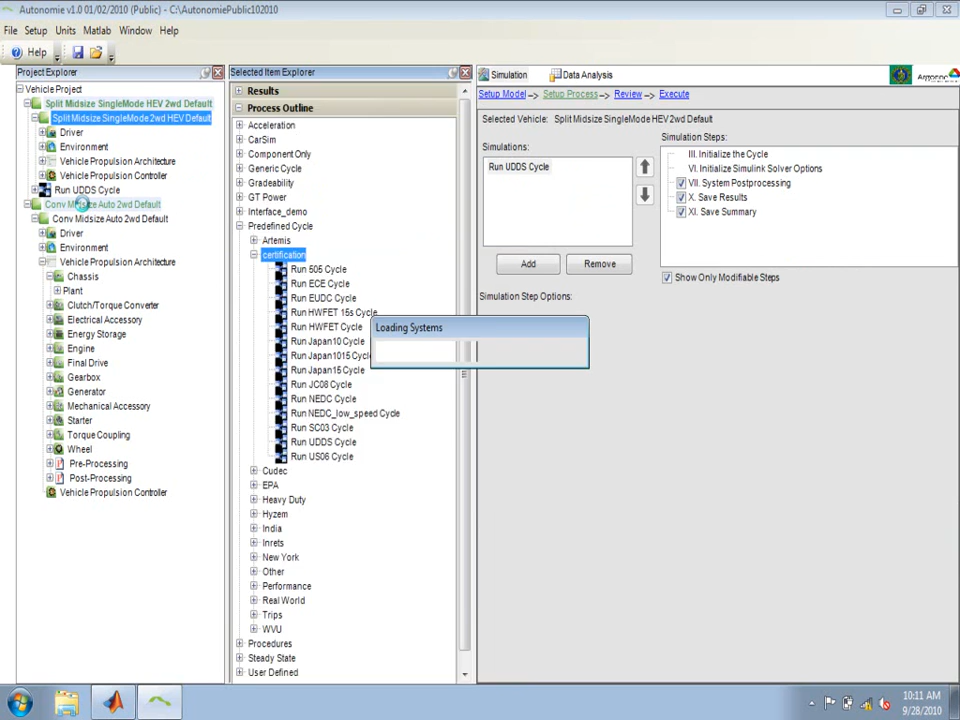 Autonomie v1.0 01/02/2010 (Public) - C:\AutonomiePublic102010
File Setup Units Matlab Window Help
Help
Project Explorer
Vehicle Project
Split Midsize SingleMode HEV 2wd Default
Split Midsize SingleMode 2wd HEV Default
Driver
Environment
Vehicle Propulsion Architecture
Vehicle Propulsion Controller
Run UDDS Cycle
Conv Midsize Auto 2wd Default
Conv Midsize Auto 2wd Default
Driver
Environment
Vehicle Propulsion Architecture
Chassis
Plant
Clutch/Torque Converter
Electrical Accessory
Energy Storage
Engine
Final Drive
Gearbox
Generator
Mechanical Accessory
Starter
Torque Coupling
Wheel
Pre-Processing
Post-Processing
Vehicle Propulsion Controller
Selected Item Explorer
Results
Process Outline
Acceleration
CarSim
Component Only
Generic Cycle
Gradeability
GT Power
Interface_demo
Predefined Cycle
Artemis
certification
Run 505 Cycle
Run ECE Cycle
Run EUDC Cycle
Run HWFET 15s Cycle
Run HWFET Cycle
Run Japan10 Cycle
Run Japan1015 Cycle
Run Japan15 Cycle
Run JC08 Cycle
Run NEDC Cycle
Run NEDC_low_speed Cycle
Run SC03 Cycle
Run UDDS Cycle
Run US06 Cycle
Cudec
EPA
Heavy Duty
Hyzem
India
Inrets
New York
Other
Performance
Real World
Trips
WVU
Procedures
Steady State
User Defined
Loading Systems
Simulation Data Analysis
Setup Model -> Setup Process -> Review -> Execute
Selected Vehicle: Split Midsize SingleMode HEV 2wd Default
Simulations:
Run UDDS Cycle
Add Remove
Simulation Steps:
III. Initialize the Cycle
VI. Initialize Simulink Solver Options
VII. System Postprocessing
X. Save Results
XI. Save Summary
Show Only Modifiable Steps
Simulation Step Options:
10:11 AM
9/28/2010